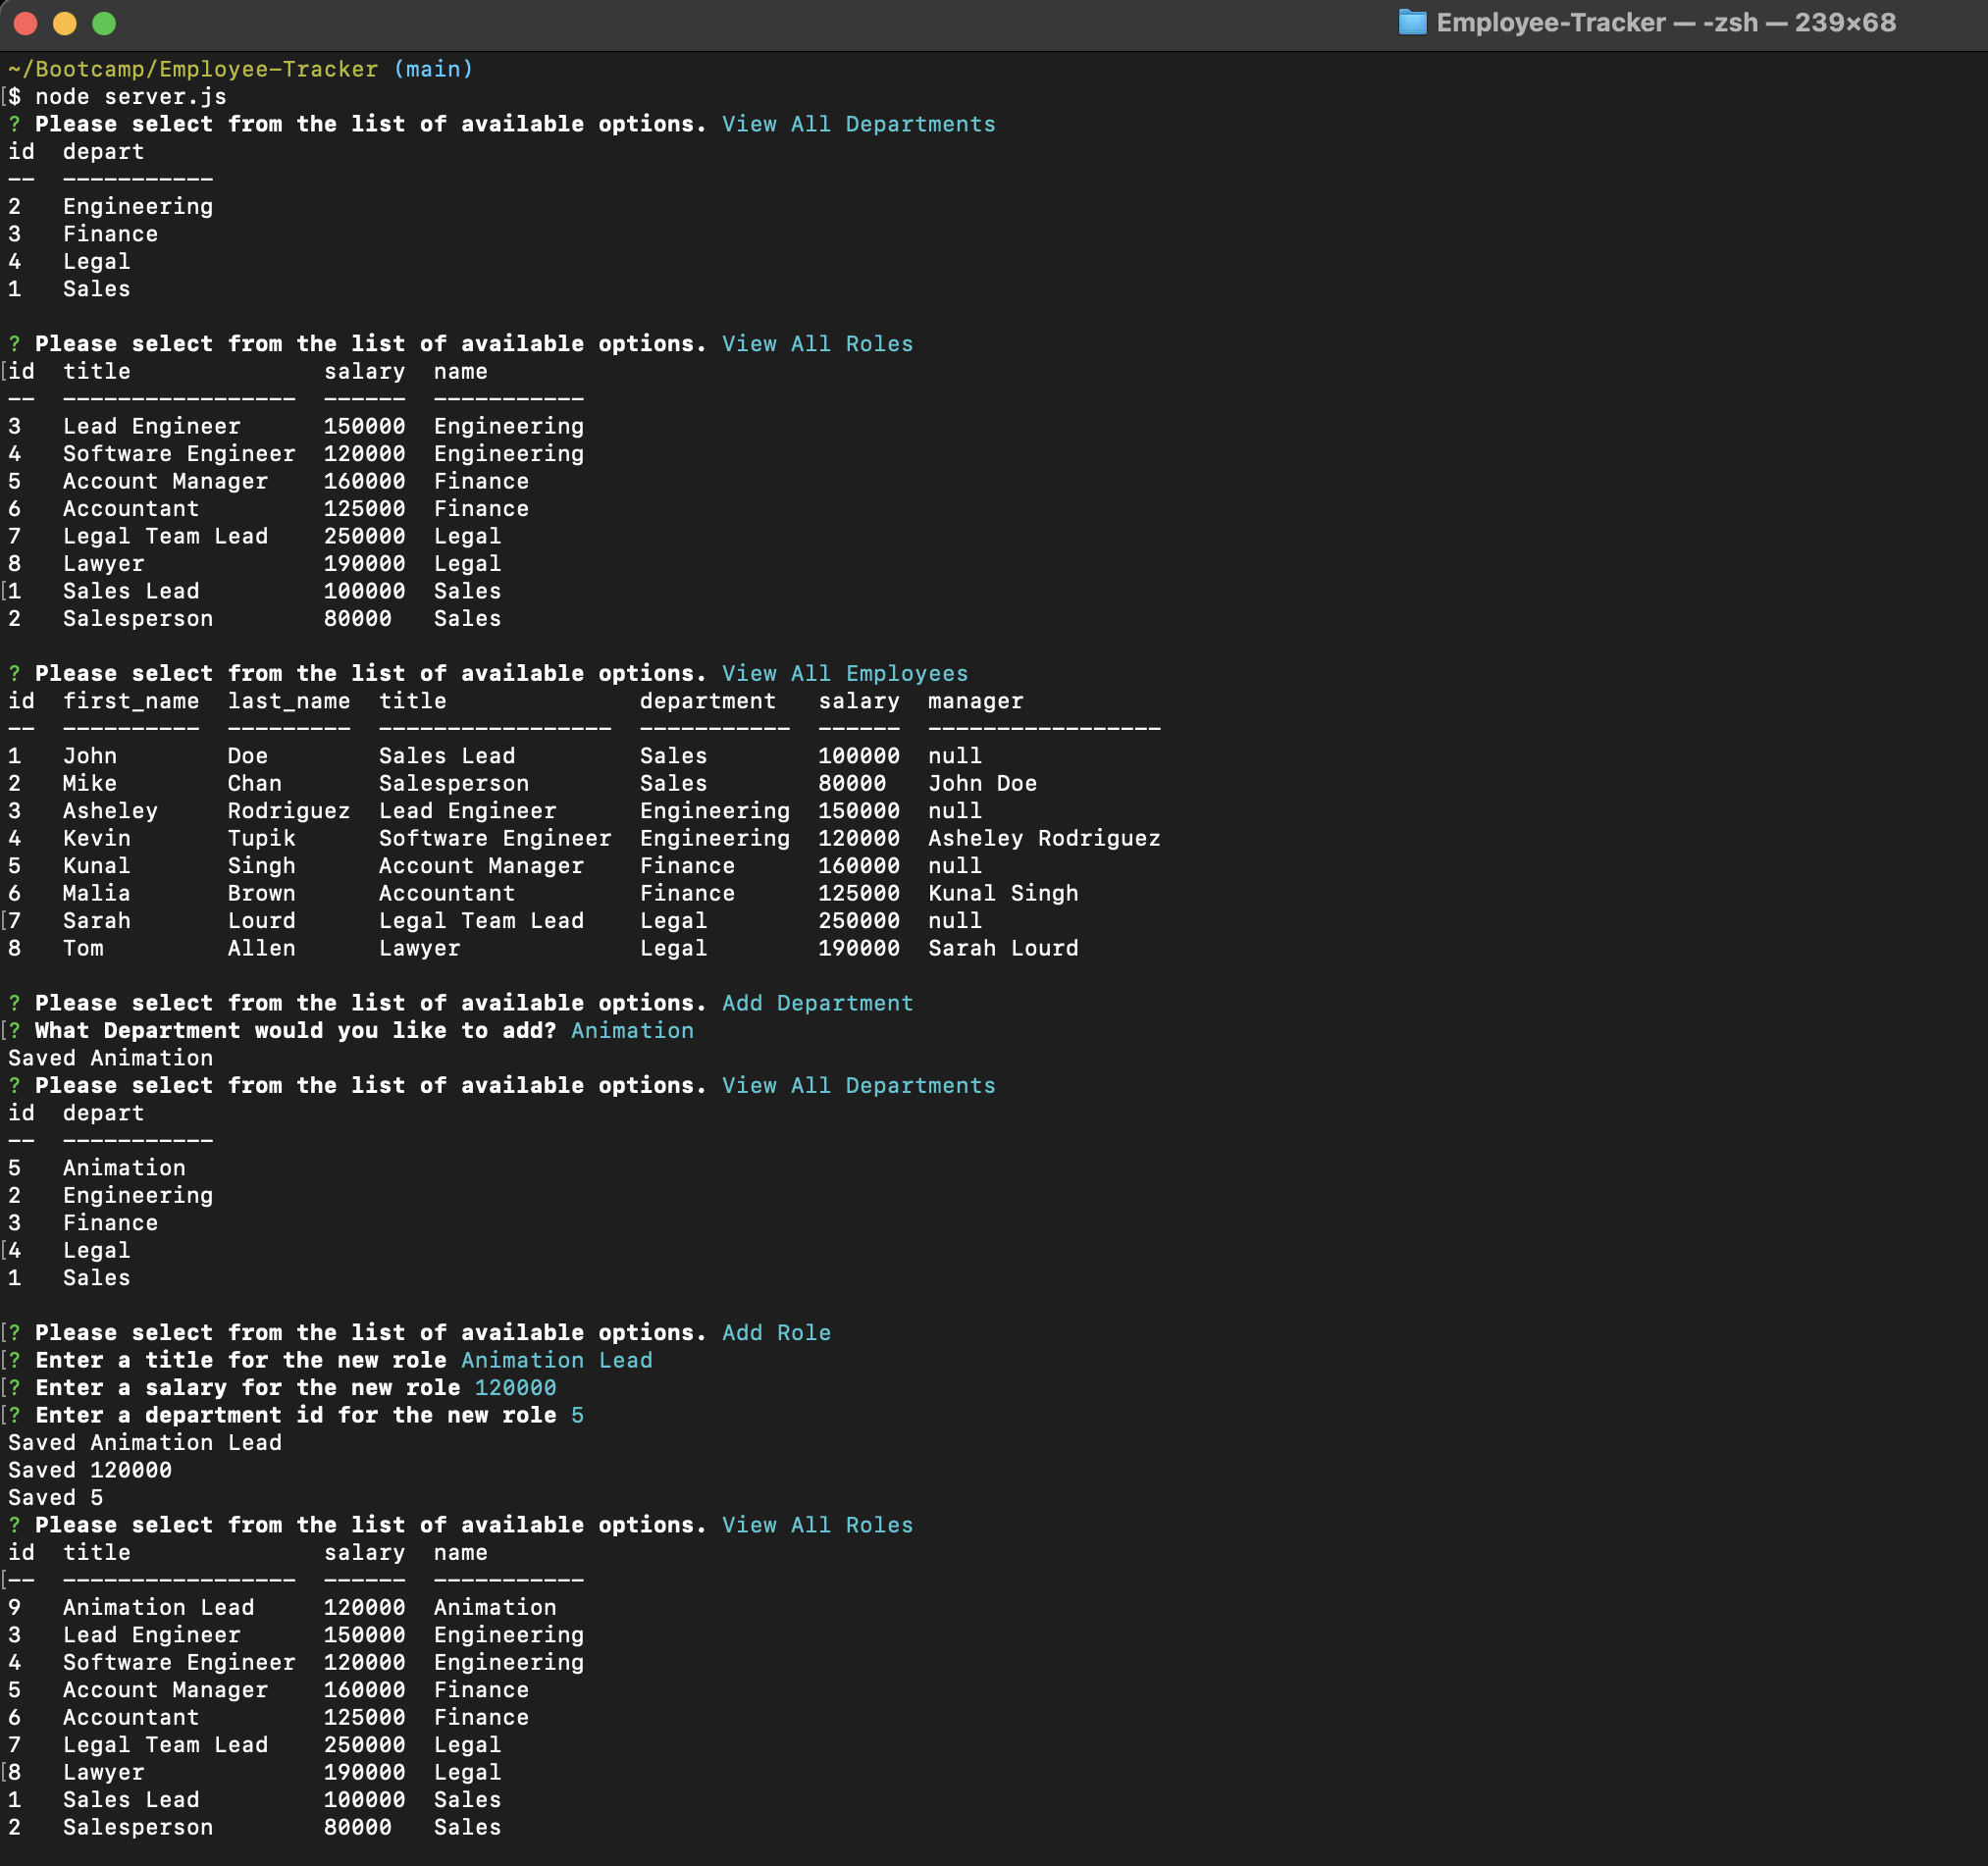 Employee-Tracker — -zsh — 239×68
~/Bootcamp/Employee-Tracker (main)
[$ node server.js
? Please select from the list of available options. View All Departments
id  depart
--  -----------
2   Engineering
3   Finance
4   Legal
1   Sales
? Please select from the list of available options. View All Roles
[id  title              salary  name
--  -----------------  ------  -----------
3   Lead Engineer      150000  Engineering
4   Software Engineer  120000  Engineering
5   Account Manager    160000  Finance
6   Accountant         125000  Finance
7   Legal Team Lead    250000  Legal
8   Lawyer             190000  Legal
[1   Sales Lead         100000  Sales
2   Salesperson        80000   Sales
? Please select from the list of available options. View All Employees
id  first_name  last_name  title              department   salary  manager
--  ----------  ---------  -----------------  -----------  ------  -----------------
1   John        Doe        Sales Lead         Sales        100000  null
2   Mike        Chan       Salesperson        Sales        80000   John Doe
3   Asheley     Rodriguez  Lead Engineer      Engineering  150000  null
4   Kevin       Tupik      Software Engineer  Engineering  120000  Asheley Rodriguez
5   Kunal       Singh      Account Manager    Finance      160000  null
6   Malia       Brown      Accountant         Finance      125000  Kunal Singh
[7   Sarah       Lourd      Legal Team Lead    Legal        250000  null
8   Tom         Allen      Lawyer             Legal        190000  Sarah Lourd
? Please select from the list of available options. Add Department
[? What Department would you like to add? Animation
Saved Animation
? Please select from the list of available options. View All Departments
id  depart
--  -----------
5   Animation
2   Engineering
3   Finance
[4   Legal
1   Sales
[? Please select from the list of available options. Add Role
[? Enter a title for the new role Animation Lead
[? Enter a salary for the new role 120000
[? Enter a department id for the new role 5
Saved Animation Lead
Saved 120000
Saved 5
? Please select from the list of available options. View All Roles
id  title              salary  name
[--  -----------------  ------  -----------
9   Animation Lead     120000  Animation
3   Lead Engineer      150000  Engineering
4   Software Engineer  120000  Engineering
5   Account Manager    160000  Finance
6   Accountant         125000  Finance
7   Legal Team Lead    250000  Legal
[8   Lawyer             190000  Legal
1   Sales Lead         100000  Sales
2   Salesperson        80000   Sales